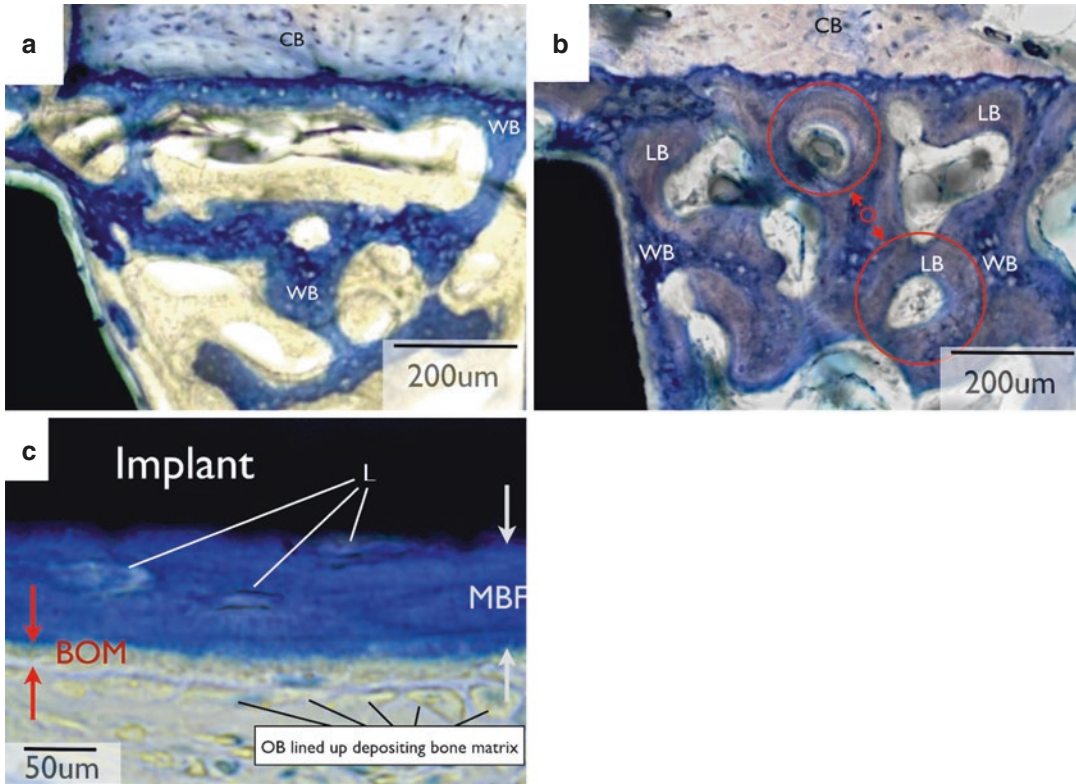 a
CB
WB
WB
200um
b
CB
LB
LB
O
WB
LB
WB
200um
c
Implant
L
MBF
BOM
OB lined up depositing bone matrix
50um